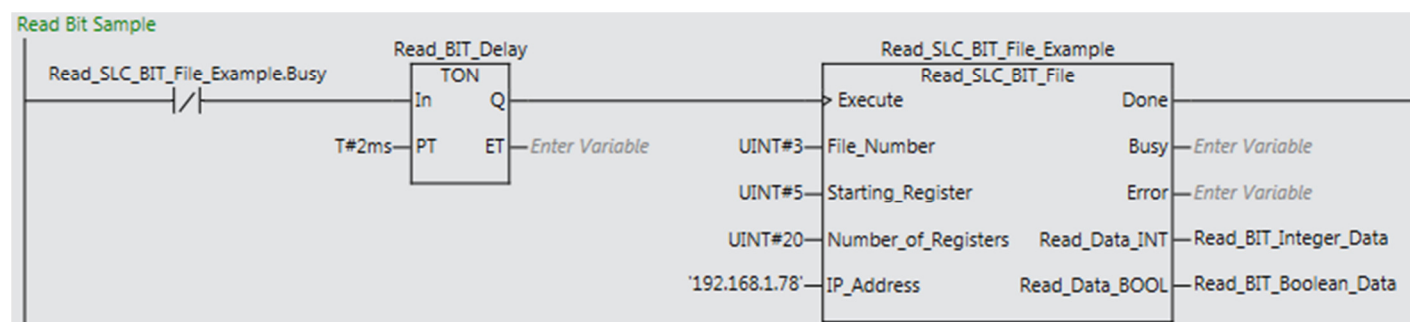 Read Bit Sample
Read_BIT_Delay
Read_SLC_BIT_File_Example
Read_SLC_BIT_File_Example.Busy
TON
Read_SLC_BIT_File
In Q
Execute Done
T#2ms PT ET Enter Variable
UINT#3 File_Number Busy Enter Variable
UINT#5 Starting_Register Error Enter Variable
UINT#20 Number_of_Registers Read_Data_INT Read_BIT_Integer_Data
'192.168.1.78' IP_Address Read_Data_BOOL Read_BIT_Boolean_Data